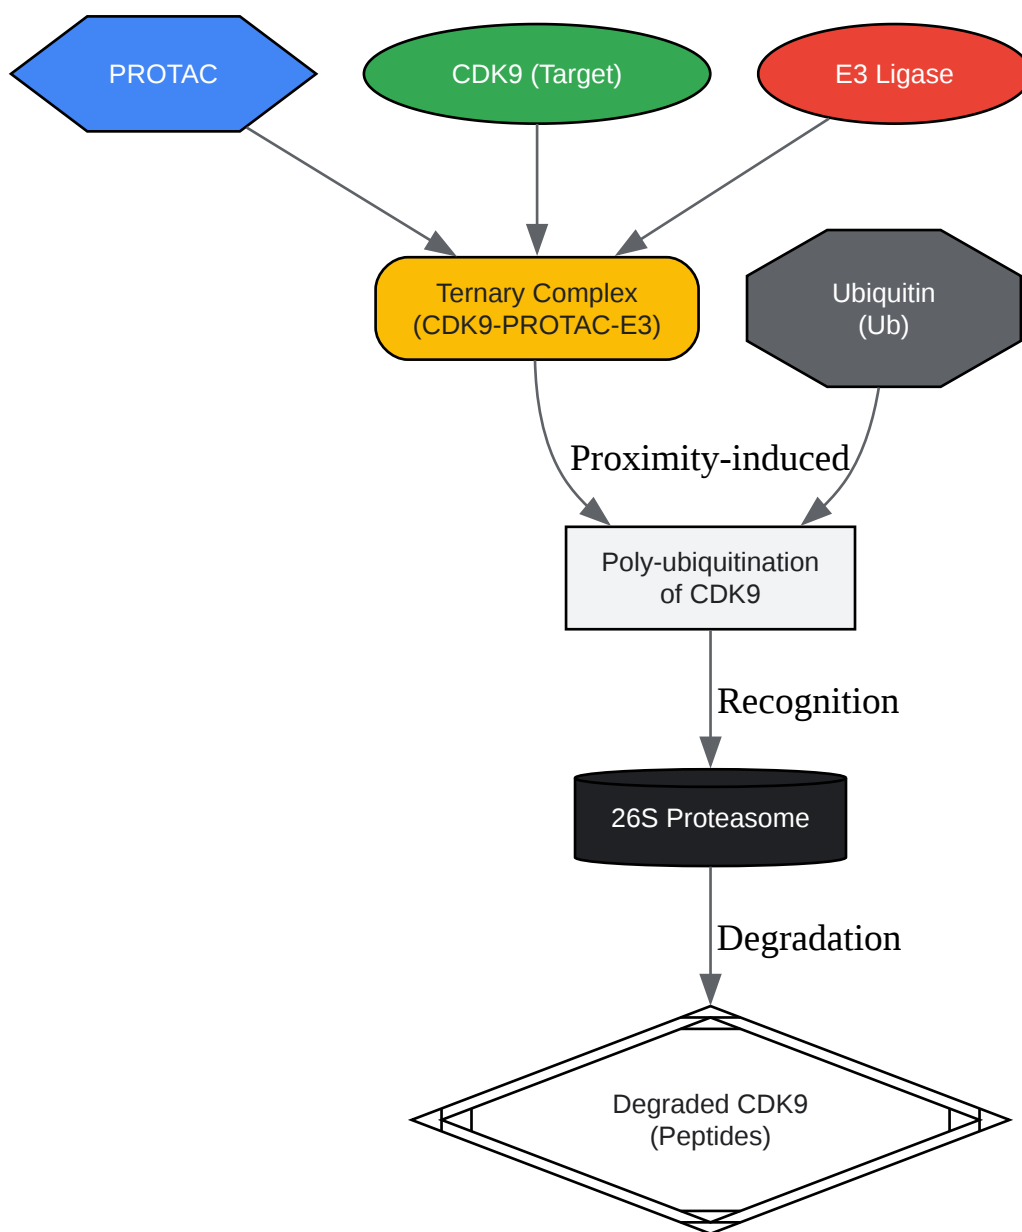 PROTAC
CDK9 (Target)
E3 Ligase
Ternary Complex
(CDK9-PROTAC-E3)
Ubiquitin
(Ub)
Proximity-induced
Poly-ubiquitination
of CDK9
Recognition
26S Proteasome
Degradation
Degraded CDK9
(Peptides)